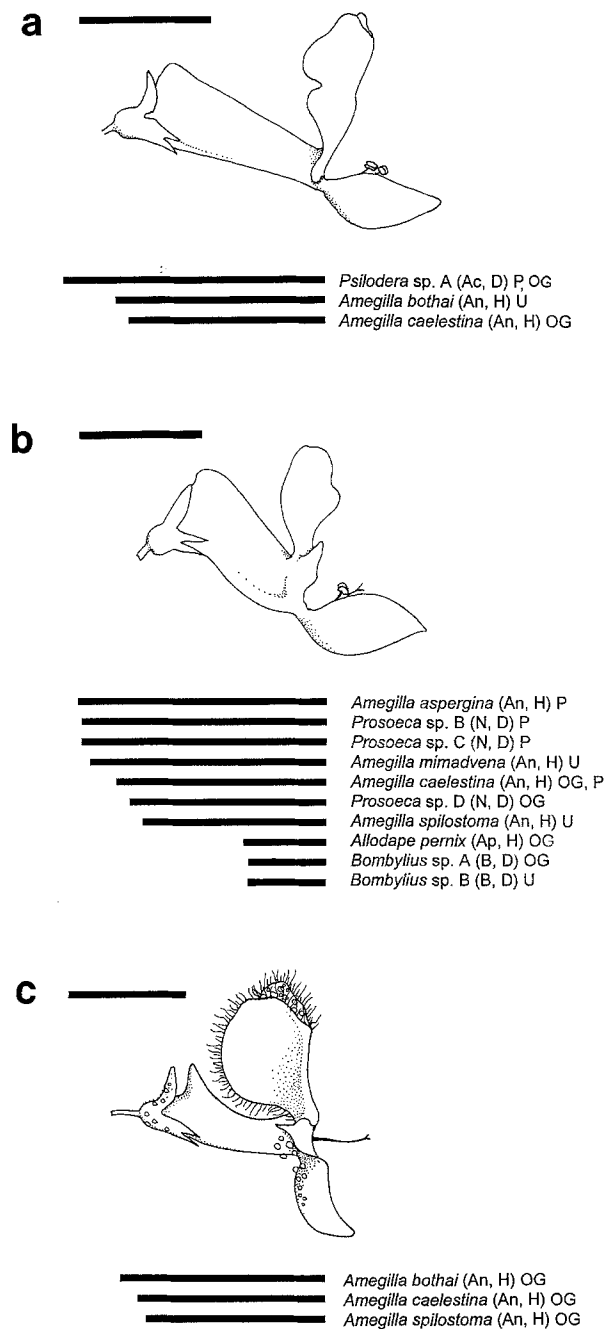 a
Psilodera sp. A (Ac, D) P, OG
Amegilla bothai (An, H) U
Amegilla caelestina (An, H) OG
b
Amegilla aspergina (An, H) P
Prosoeca sp. B (N, D) P
Prosoeca sp. C (N, D) P
Amegilla mimadvena (An, H) U
Amegilla caelestina (An, H) OG, P
Prosoeca sp. D (N, D) OG
Amegilla spilostoma (An, H) U
Allodape pernix (Ap, H) OG
Bombylius sp. A (B, D) OG
Bombylius sp. B (B, D) U
c
Amegilla bothai (An, H) OG
Amegilla caelestina (An, H) OG
Amegilla spilostoma (An, H) OG